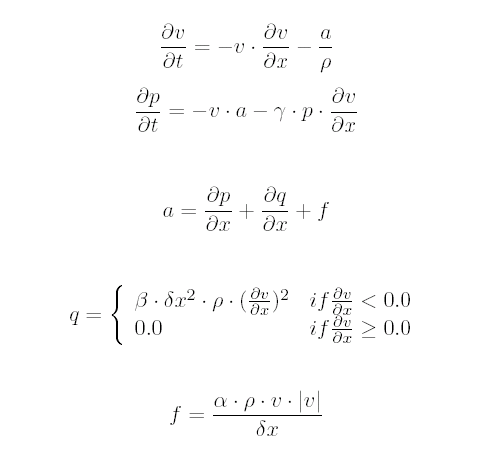 ∂v/∂t = −v · ∂v/∂x − a/ρ
∂p/∂t = −v · a − γ · p · ∂v/∂x
a = ∂p/∂x + ∂q/∂x + f
q = { β · δx² · ρ · (∂v/∂x)² if ∂v/∂x < 0.0
0.0 if ∂v/∂x ≥ 0.0
f = α · ρ · v · |v| / δx